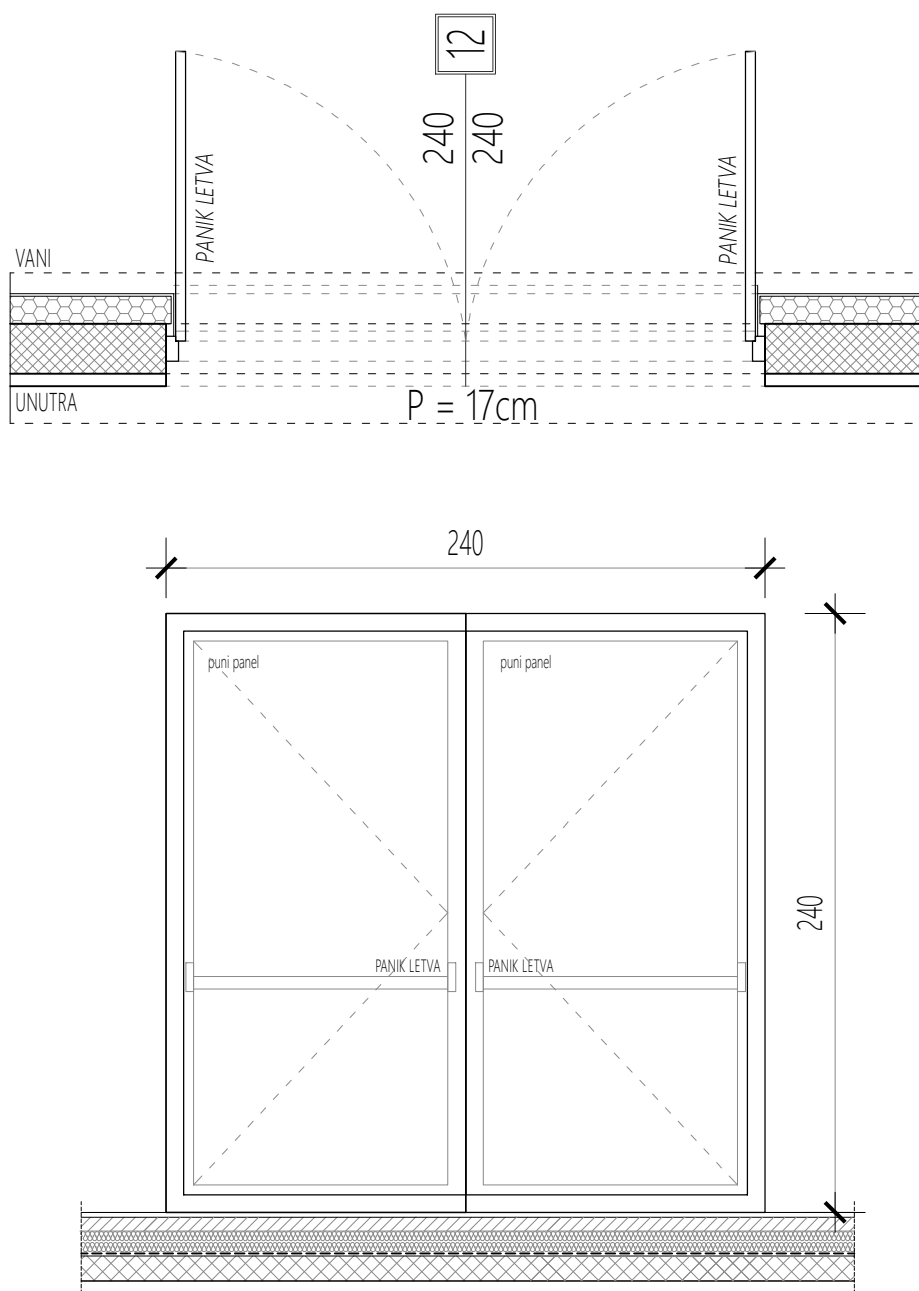 12
240
240
PANIK LETVA
PANIK LETVA
VANI
UNUTRA
P = 17cm
240
puni panel
puni panel
240
PANIK LETVA
PANIK LETVA